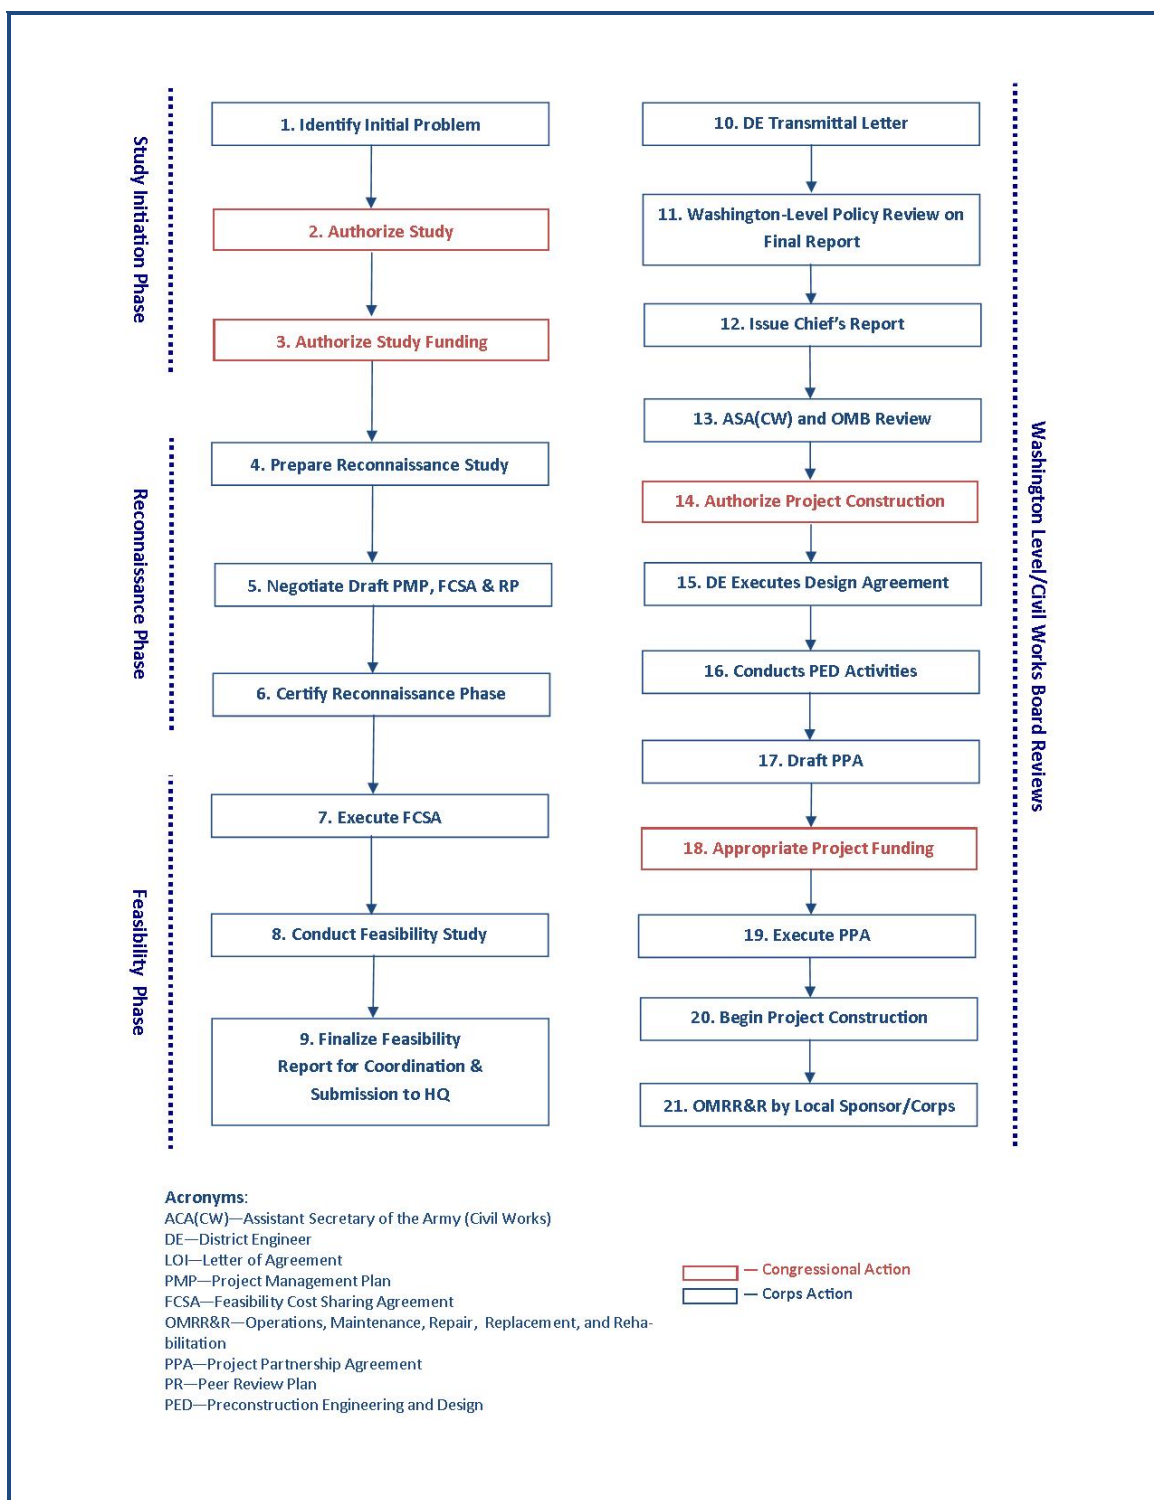 Study Initiation Phase
1. Identify Initial Problem
2. Authorize Study
3. Authorize Study Funding
Reconnaissance Phase
4. Prepare Reconnaissance Study
5. Negotiate Draft PMP, FCSA & RP
6. Certify Reconnaissance Phase
Feasibility Phase
7. Execute FCSA
8. Conduct Feasibility Study
9. Finalize Feasibility
Report for Coordination &
Submission to HQ
Washington Level/Civil Works Board Reviews
10. DE Transmittal Letter
11. Washington-Level Policy Review on
Final Report
12. Issue Chief's Report
13. ASA(CW) and OMB Review
14. Authorize Project Construction
15. DE Executes Design Agreement
16. Conducts PED Activities
17. Draft PPA
18. Appropriate Project Funding
19. Execute PPA
20. Begin Project Construction
21. OMRR&R by Local Sponsor/Corps
Acronyms:
ACA(CW)—Assistant Secretary of the Army (Civil Works)
DE—District Engineer
LOI—Letter of Agreement
PMP—Project Management Plan
FCSA—Feasibility Cost Sharing Agreement
OMRR&R—Operations, Maintenance, Repair, Replacement, and Reha-
bilitation
PPA—Project Partnership Agreement
PR—Peer Review Plan
PED—Preconstruction Engineering and Design
— Congressional Action
— Corps Action